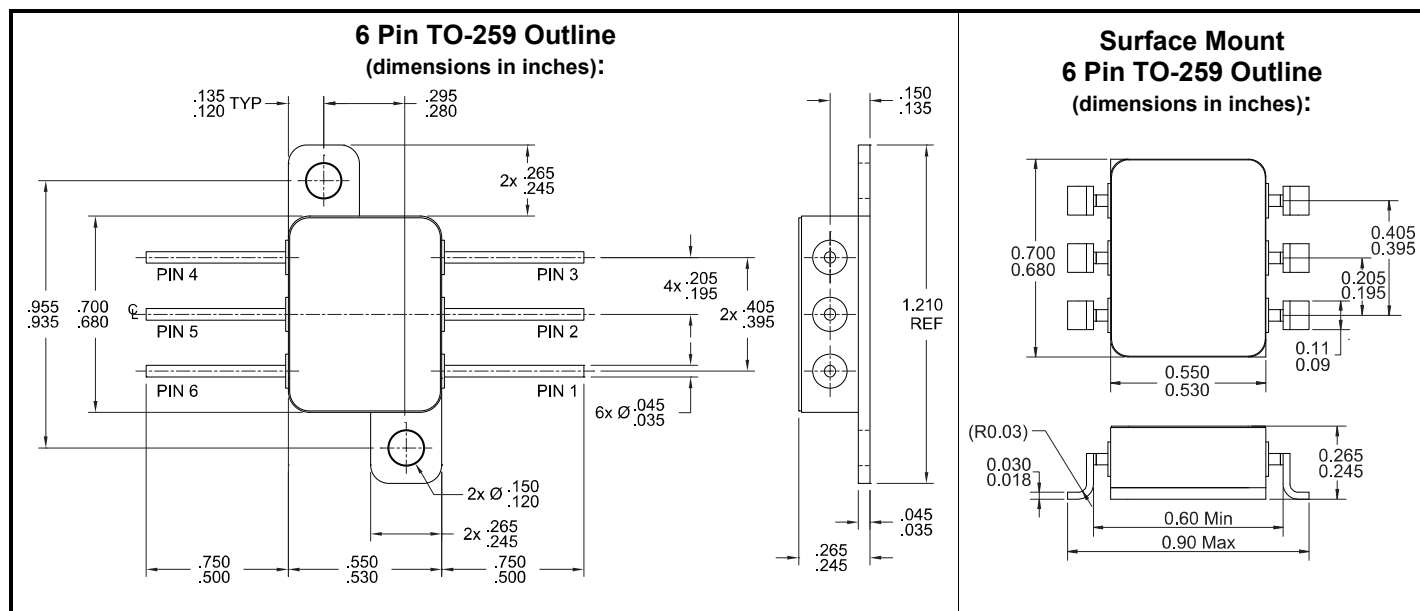 6 Pin TO-259 Outline
(dimensions in inches):
.135
.120 TYP
.295
.280
.150
.135
2x .265
.245
PIN 4
PIN 3
.955
.935
.700
.680
℄
PIN 5
PIN 2
4x .205
.195
2x .405
.395
1.210
REF
PIN 6
PIN 1
6x Ø .045
.035
2x Ø .150
.120
2x .265
.245
.045
.035
.265
.245
.750
.500
.550
.530
.750
.500
Surface Mount
6 Pin TO-259 Outline
(dimensions in inches):
0.700
0.680
0.405
0.395
0.205
0.195
0.11
0.09
0.550
0.530
(R0.03)
0.030
0.018
0.265
0.245
0.60 Min
0.90 Max